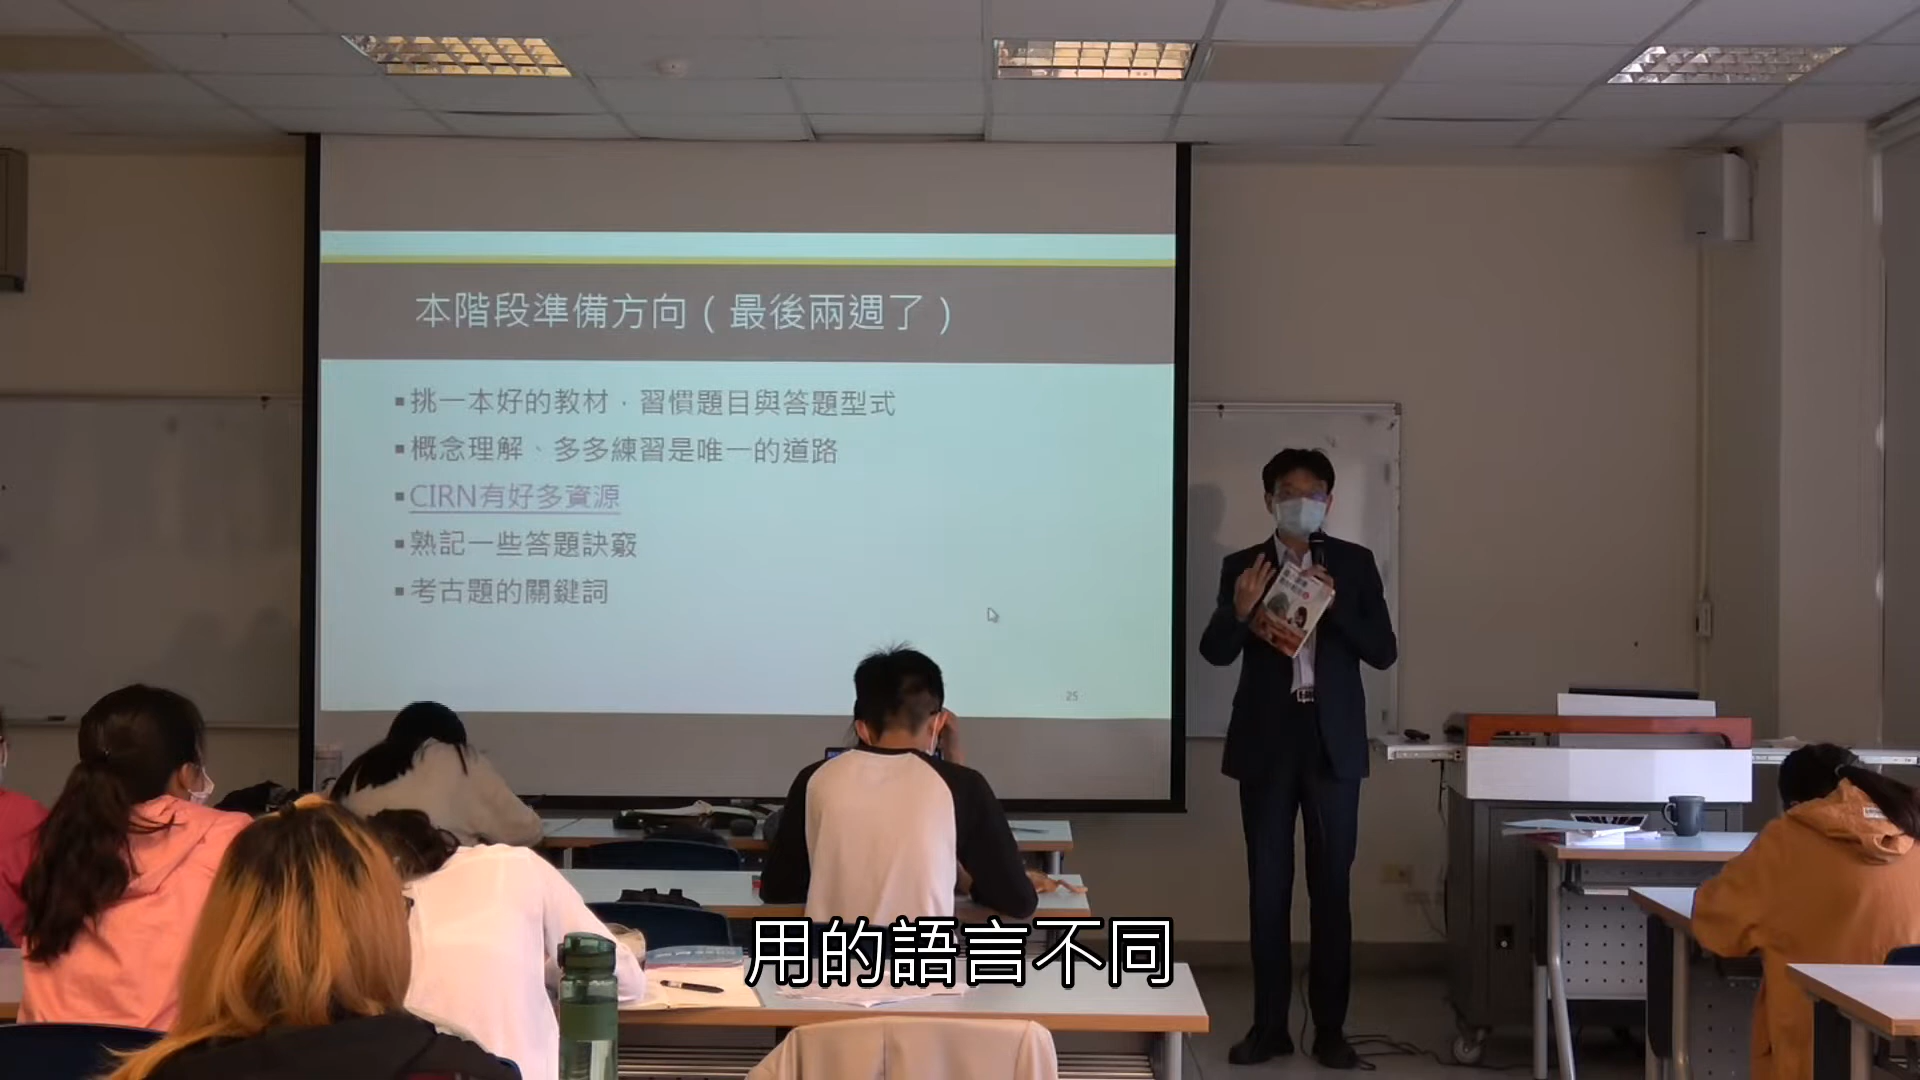 本階段準備方向（最後兩週了）
▪挑一本好的教材，習慣題目與答題型式
▪概念理解、多多練習是唯一的道路
▪CIRN有好多資源
▪熟記一些答題訣竅
▪考古題的關鍵詞
25
用的語言不同